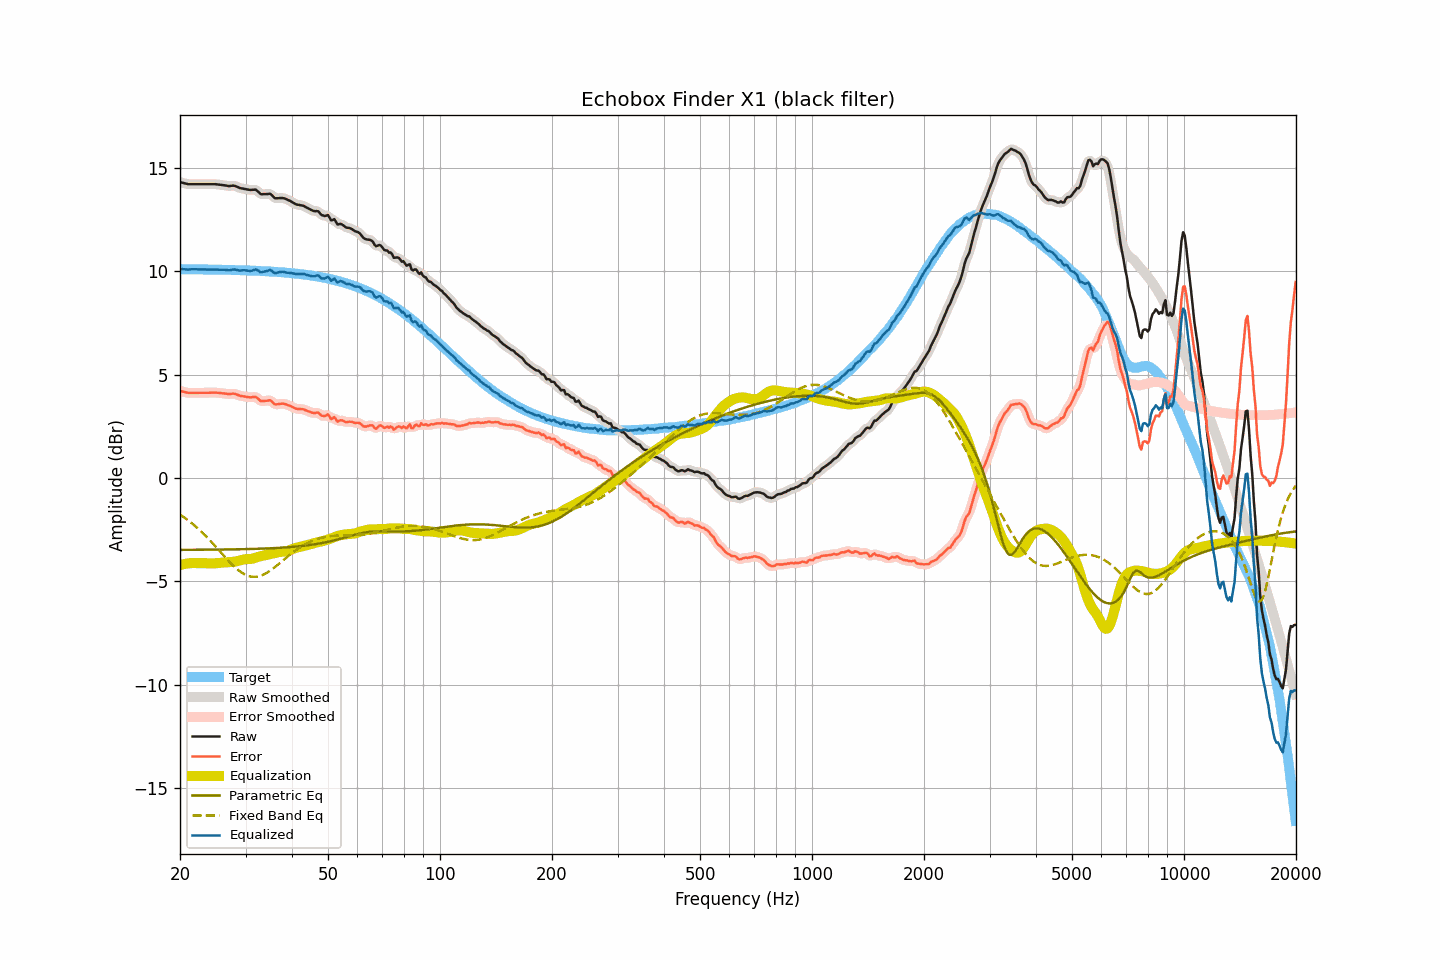 Echobox Finder X1 (black filter)
Amplitude (dBr)
15
10
5
0
−5
−10
−15
Target
Raw Smoothed
Error Smoothed
Raw
Error
Equalization
Parametric Eq
Fixed Band Eq
Equalized
20 50 100 200 500 1000 2000 5000 10000 20000
Frequency (Hz)